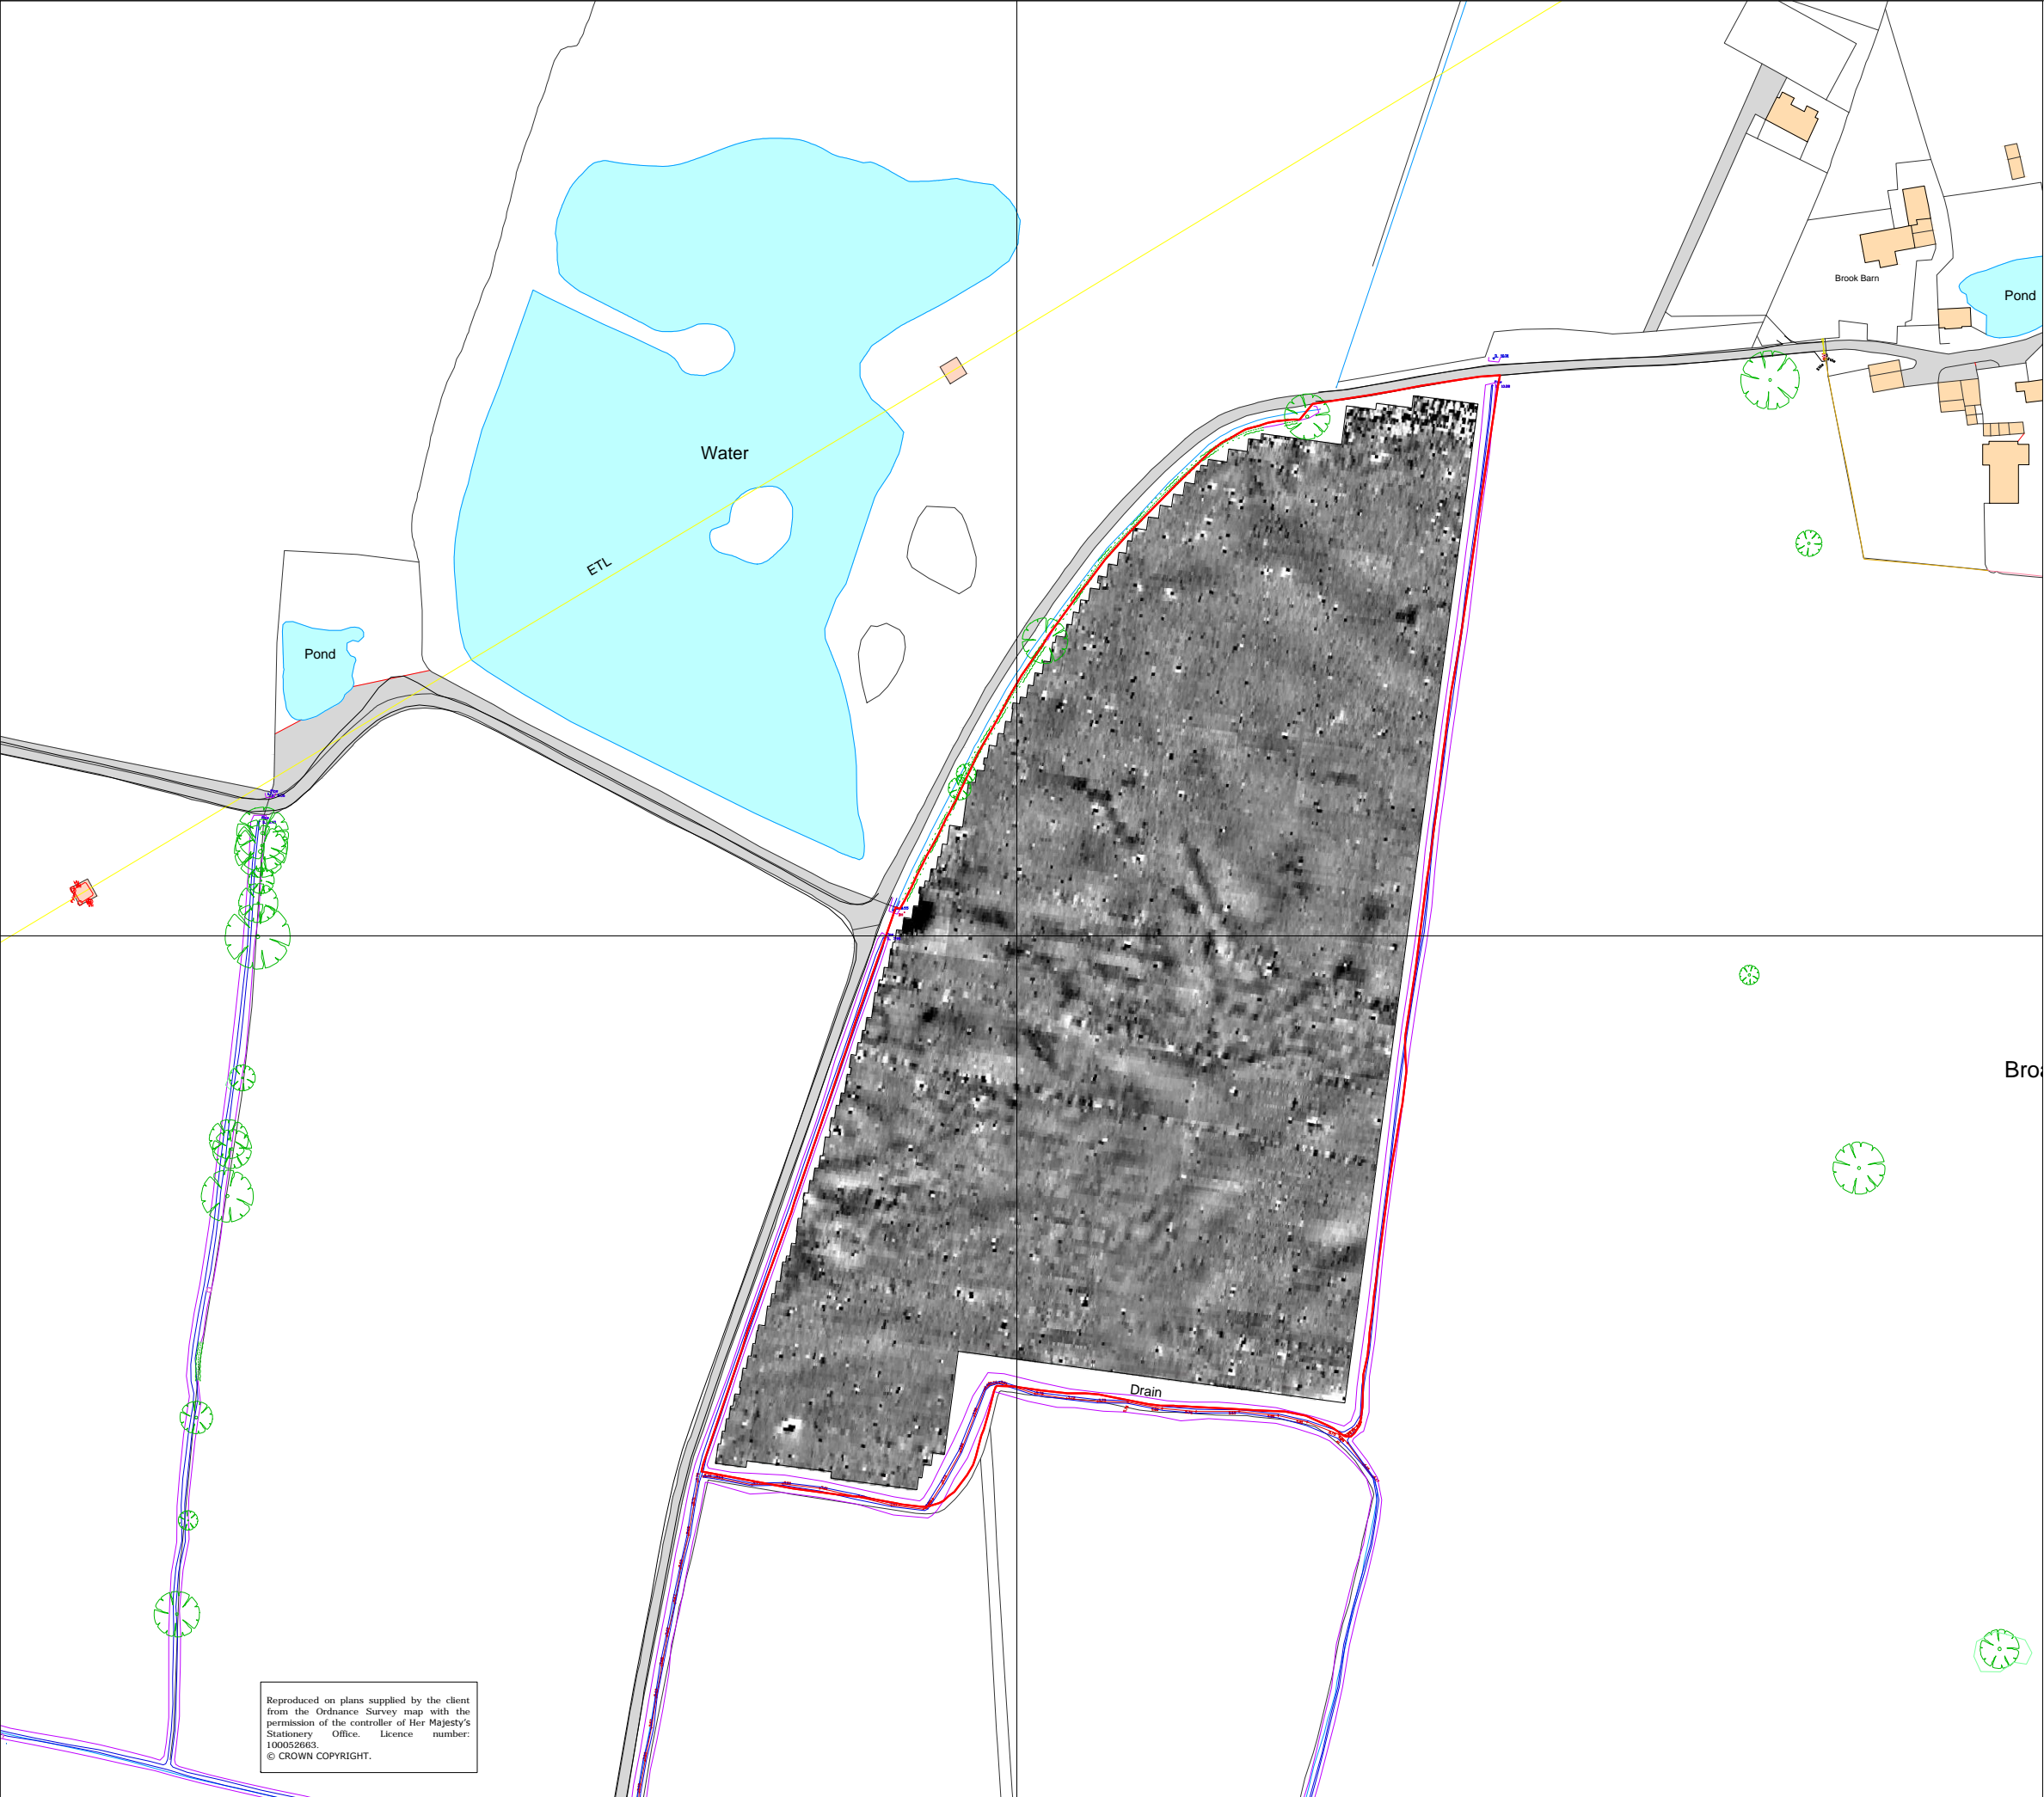 Brook Barn
Pond
Water
ETL
Pond
Broa
Drain
Reproduced on plans supplied by the client
from the Ordnance Survey map with the
permission of the controller of Her Majesty's
Stationery Office. Licence number:
100052663.
© CROWN COPYRIGHT.